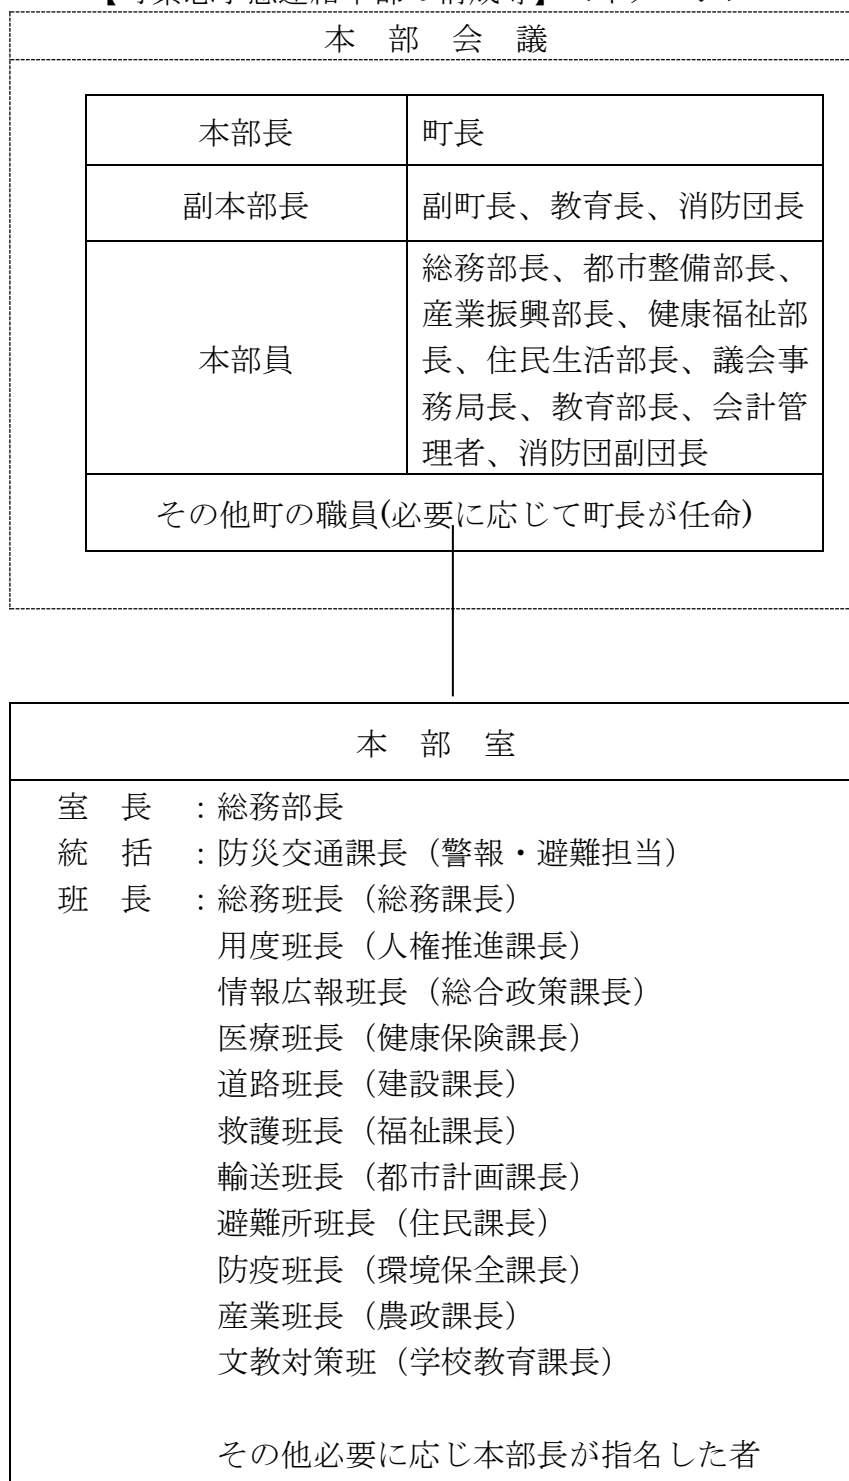 本 部 会 議
本部長 町長
副本部長 副町長、教育長、消防団長
本部員
総務部長、都市整備部長、
産業振興部長、健康福祉部
長、住民生活部長、議会事
務局長、教育部長、会計管
理者、消防団副団長
その他町の職員(必要に応じて町長が任命)
本 部 室
室 長 :総務部長
統 括 :防災交通課長（警報・避難担当）
班 長 :総務班長（総務課長）
用度班長（人権推進課長）
情報広報班長（総合政策課長）
医療班長（健康保険課長）
道路班長（建設課長）
救護班長（福祉課長）
輸送班長（都市計画課長）
避難所班長（住民課長）
防疫班長（環境保全課長）
産業班長（農政課長）
文教対策班（学校教育課長）
その他必要に応じ本部長が指名した者